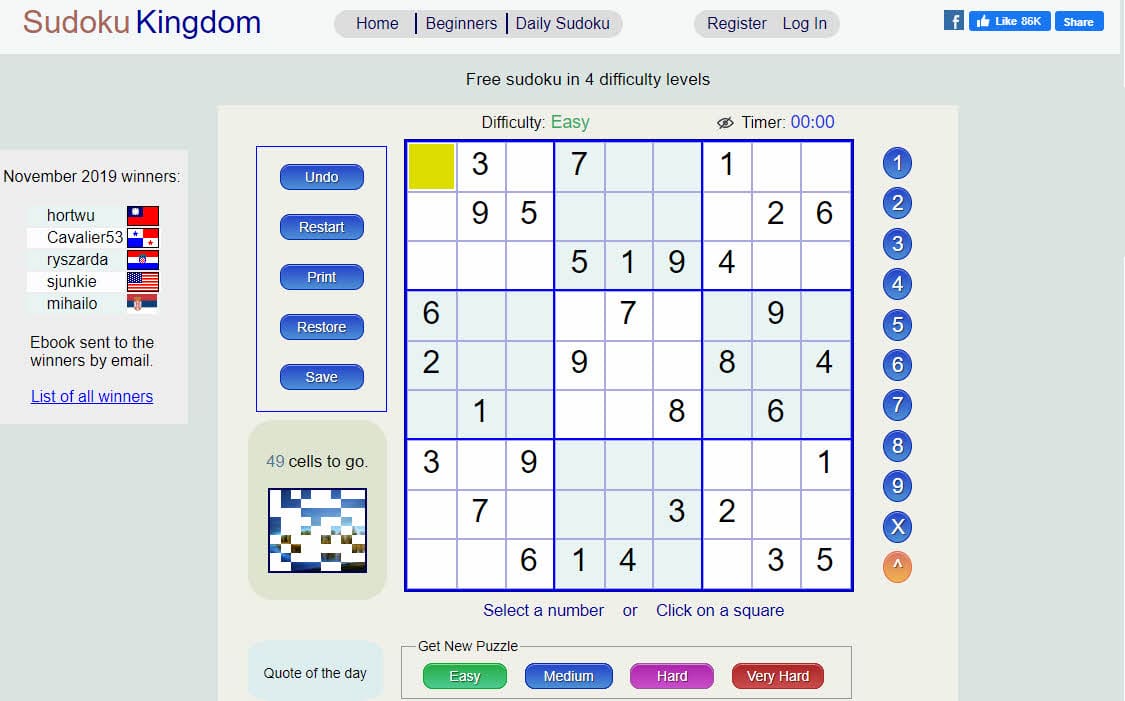 Sudoku Kingdom
Home Beginners Daily Sudoku
Register Log In
f Like 86K Share
Free sudoku in 4 difficulty levels
Difficulty: Easy
Timer: 00:00
November 2019 winners:
hortwu
Cavalier53
ryszarda
sjunkie
mihailo
Ebook sent to the
winners by email.
List of all winners
Undo
Restart
Print
Restore
Save
49 cells to go.
Quote of the day
3 7 1
9 5 2 6
5 1 9 4
6 7 9
2 9 8 4
1 8 6
3 9 1
7 3 2
6 1 4 3 5
1
2
3
4
5
6
7
8
9
X
^
Select a number or Click on a square
Get New Puzzle
Easy Medium Hard Very Hard